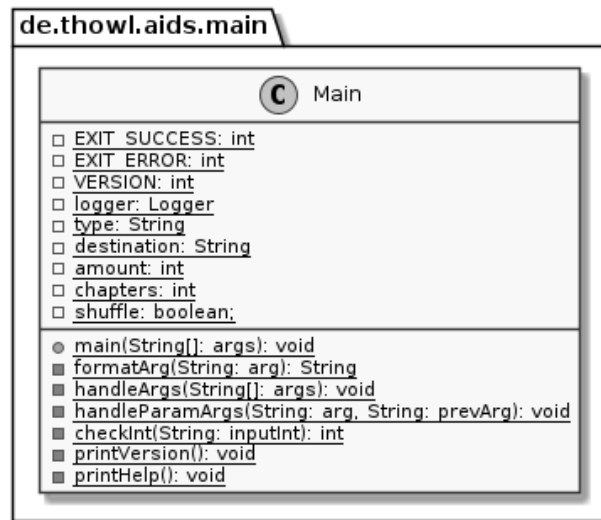 de.thowl.aids.main
C Main
EXIT_SUCCESS: int
EXIT_ERROR: int
VERSION: int
logger: Logger
type: String
destination: String
amount: int
chapters: int
shuffle: boolean;
main(String[]: args): void
formatArg(String: arg): String
handleArgs(String[]: args): void
handleParamArgs(String: arg, String: prevArg): void
checkInt(String: inputInt): int
printVersion(): void
printHelp(): void